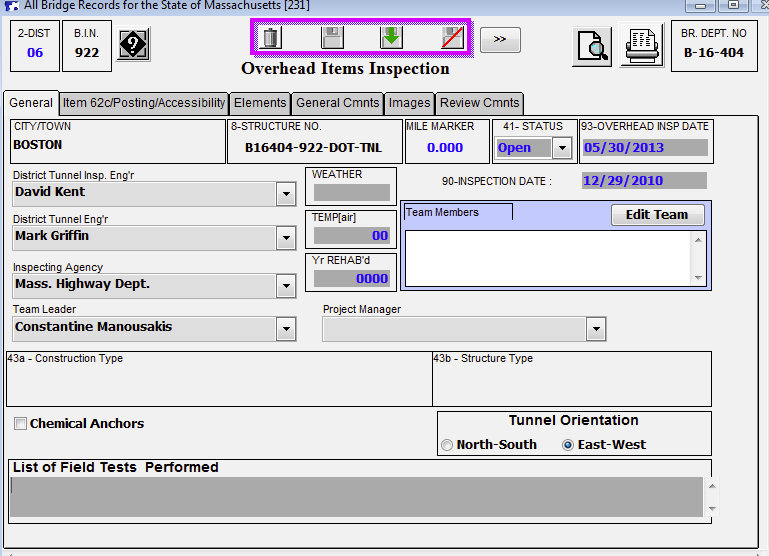 All Bridge Records for the State of Massachusetts [231]
2-DIST
06
B.I.N.
922
?
>>
BR. DEPT. NO
B-16-404
Overhead Items Inspection
General
Item 62c/Posting/Accessibility
Elements
General Cmnts
Images
Review Cmnts
CITY/TOWN
BOSTON
8-STRUCTURE NO.
B16404-922-DOT-TNL
MILE MARKER
0.000
41- STATUS
Open
93-OVERHEAD INSP DATE
05/30/2013
District Tunnel Insp. Eng'r
David Kent
WEATHER
90-INSPECTION DATE :
12/29/2010
District Tunnel Eng'r
Mark Griffin
TEMP[air]
00
Team Members
Edit Team
Inspecting Agency
Mass. Highway Dept.
Yr REHAB'd
0000
Team Leader
Constantine Manousakis
Project Manager
43a - Construction Type
43b - Structure Type
Chemical Anchors
Tunnel Orientation
North-South
East-West
List of Field Tests Performed